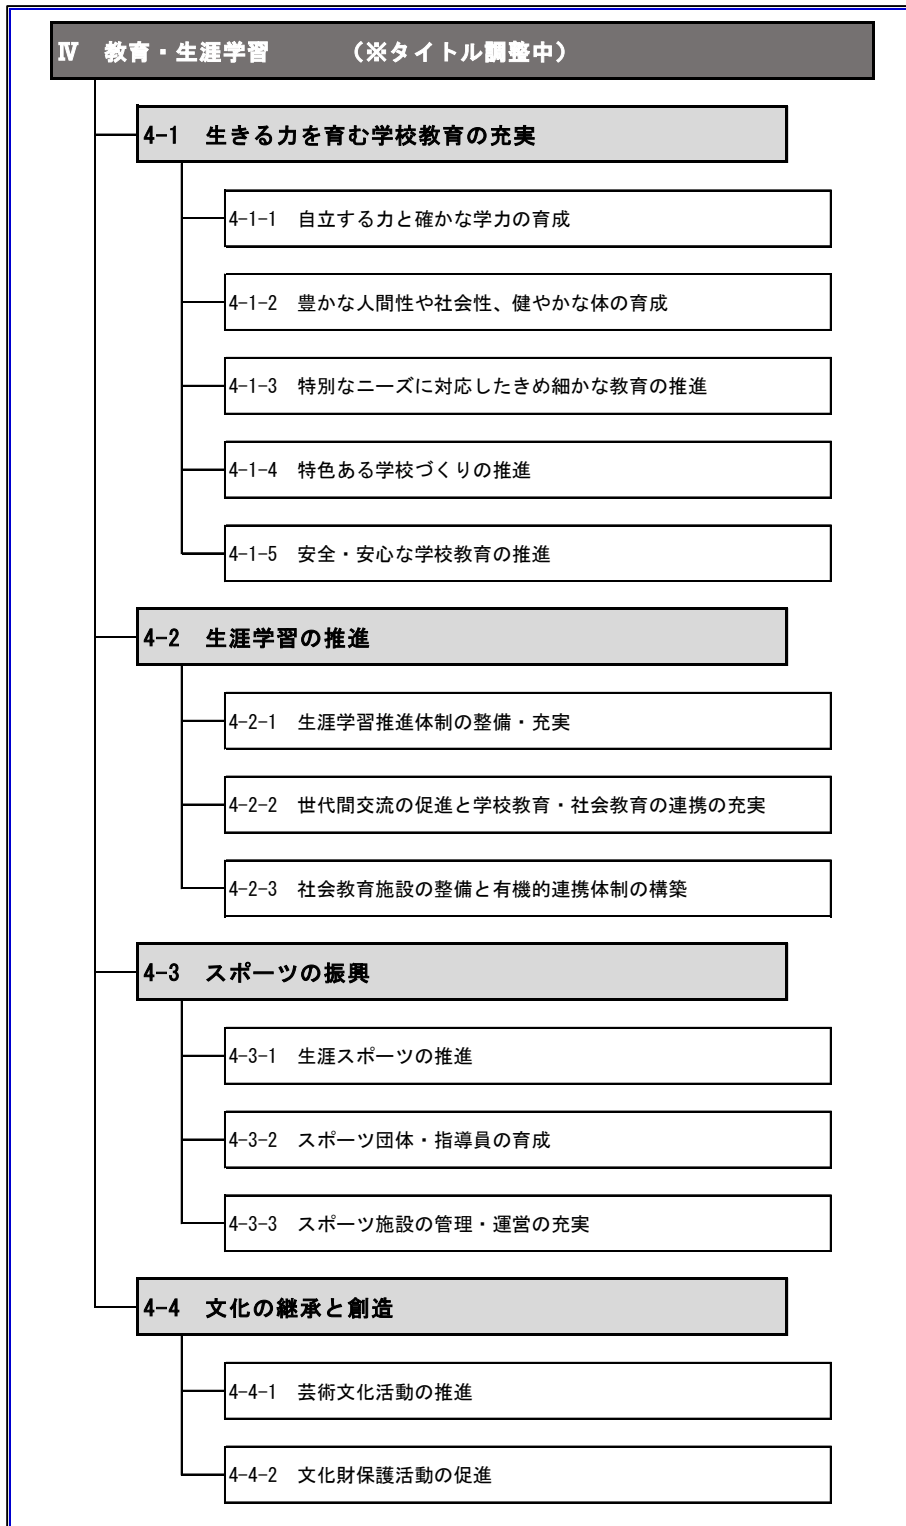 Ⅳ　教育・生涯学習　　　（※タイトル調整中）
4-1　生きる力を育む学校教育の充実
4-1-1　自立する力と確かな学力の育成
4-1-2　豊かな人間性や社会性、健やかな体の育成
4-1-3　特別なニーズに対応したきめ細かな教育の推進
4-1-4　特色ある学校づくりの推進
4-1-5　安全・安心な学校教育の推進
4-2　生涯学習の推進
4-2-1　生涯学習推進体制の整備・充実
4-2-2　世代間交流の促進と学校教育・社会教育の連携の充実
4-2-3　社会教育施設の整備と有機的連携体制の構築
4-3　スポーツの振興
4-3-1　生涯スポーツの推進
4-3-2　スポーツ団体・指導員の育成
4-3-3　スポーツ施設の管理・運営の充実
4-4　文化の継承と創造
4-4-1　芸術文化活動の推進
4-4-2　文化財保護活動の促進